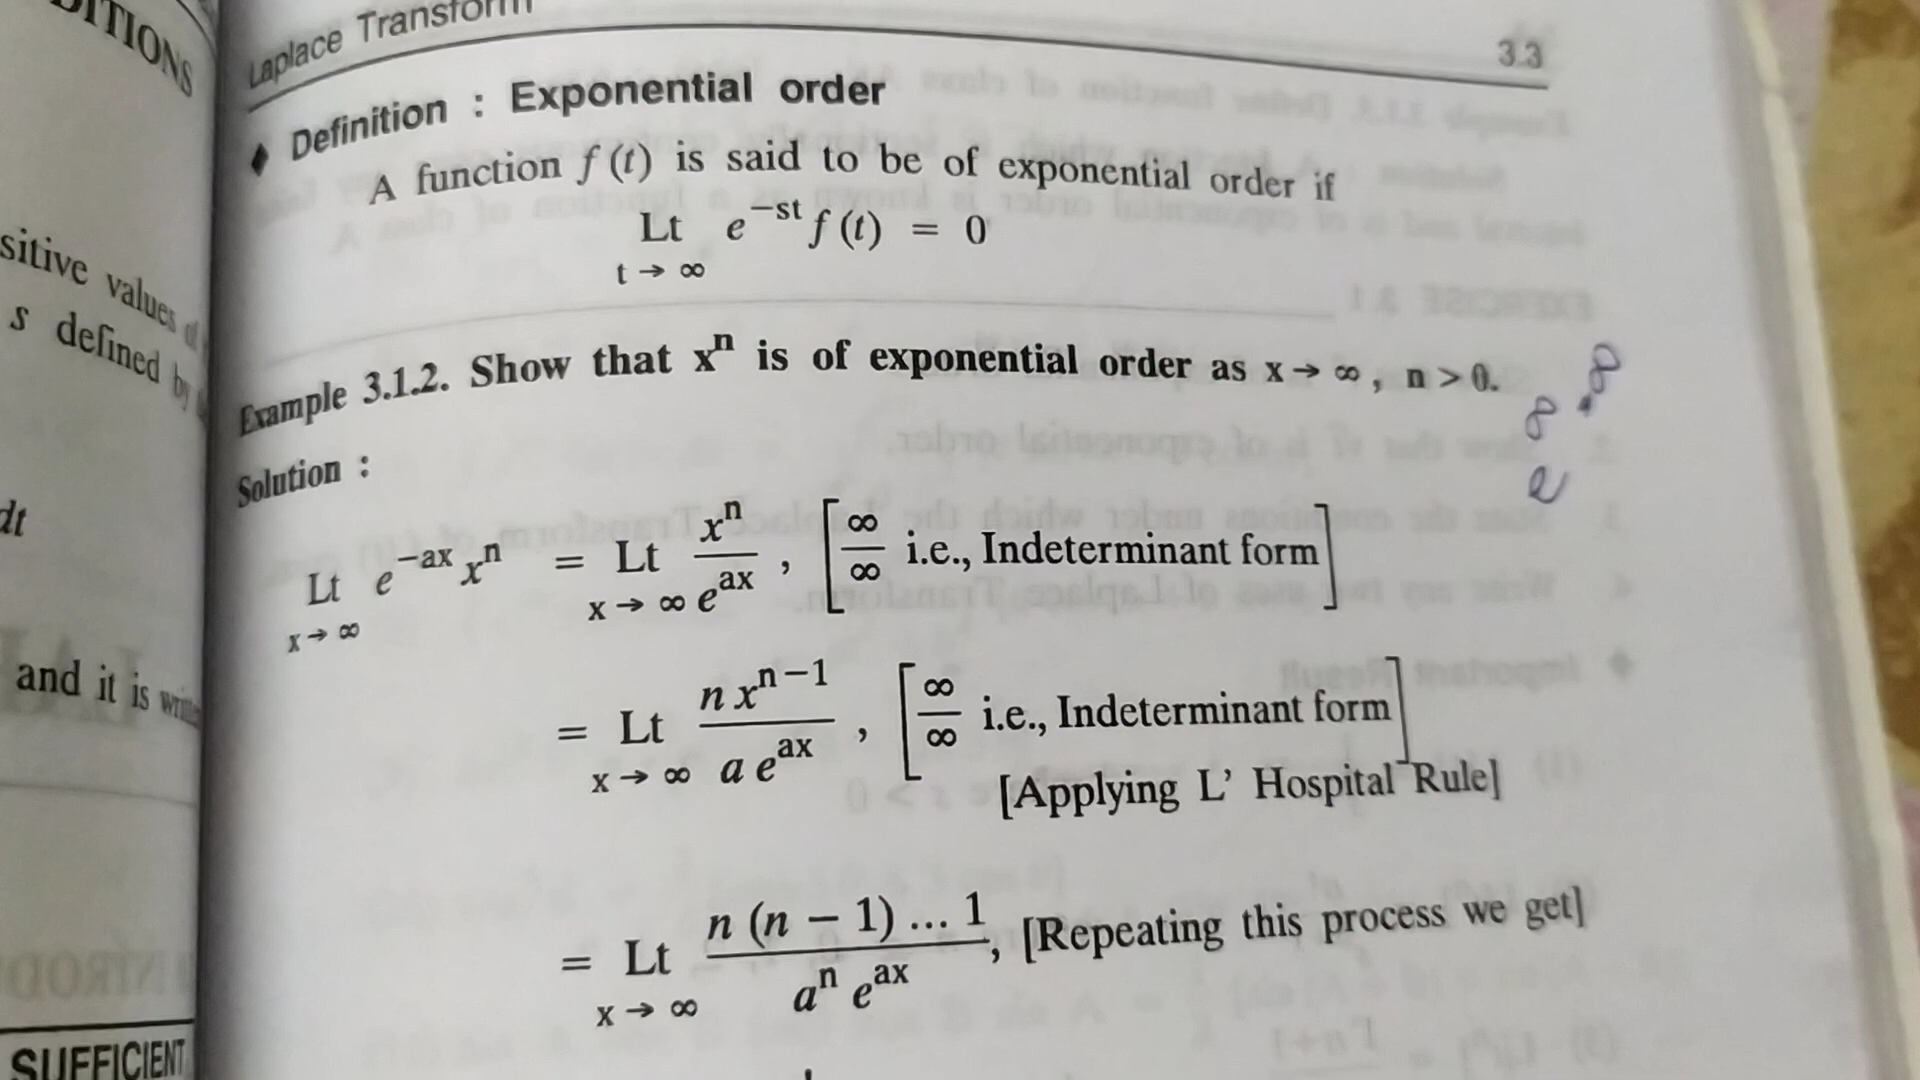 DITIONS
sitive values
s defined by
dt
and it is
SUFFICIENT
Laplace Transform 3.3
♦ Definition : Exponential order
A function f (t) is said to be of exponential order if
Lt e^{−st} f (t) = 0
t → ∞
Example 3.1.2. Show that x^n is of exponential order as x → ∞ , n > 0.
∞
∞
e
Solution :
Lt e^{−ax} x^n = Lt x^n / e^{ax} , [∞/∞ i.e., Indeterminant form]
x → ∞ x → ∞
= Lt n x^{n−1} / a e^{ax} , [∞/∞ i.e., Indeterminant form]
x → ∞
[Applying L’ Hospital Rule]
= Lt n (n − 1) ... 1 / a^n e^{ax} , [Repeating this process we get]
x → ∞